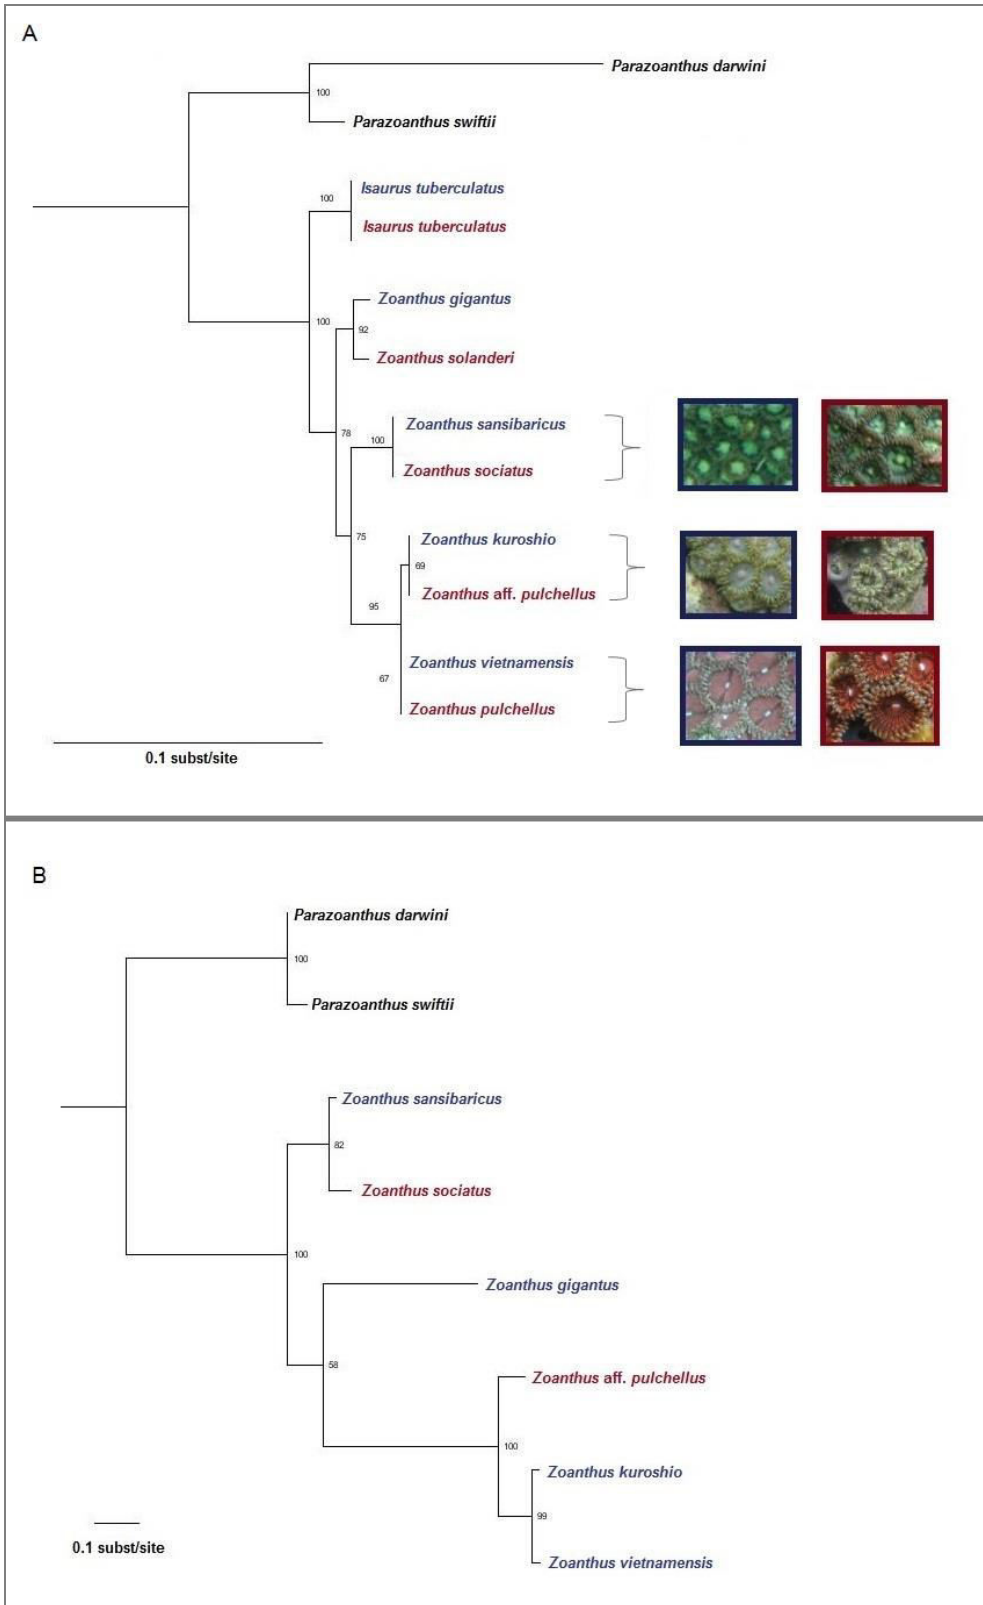 A
Parazoanthus darwini
100
Parazoanthus swiftii
Isaurus tuberculatus
100
Isaurus tuberculatus
Zoanthus gigantus
100
92
Zoanthus solanderi
Zoanthus sansibaricus
78
100
Zoanthus sociatus
75
Zoanthus kuroshio
69
Zoanthus aff. pulchellus
95
Zoanthus vietnamensis
67
Zoanthus pulchellus
0.1 subst/site
B
Parazoanthus darwini
100
Parazoanthus swiftii
Zoanthus sansibaricus
82
Zoanthus sociatus
100
Zoanthus gigantus
58
Zoanthus aff. pulchellus
100
Zoanthus kuroshio
99
0.1 subst/site
Zoanthus vietnamensis